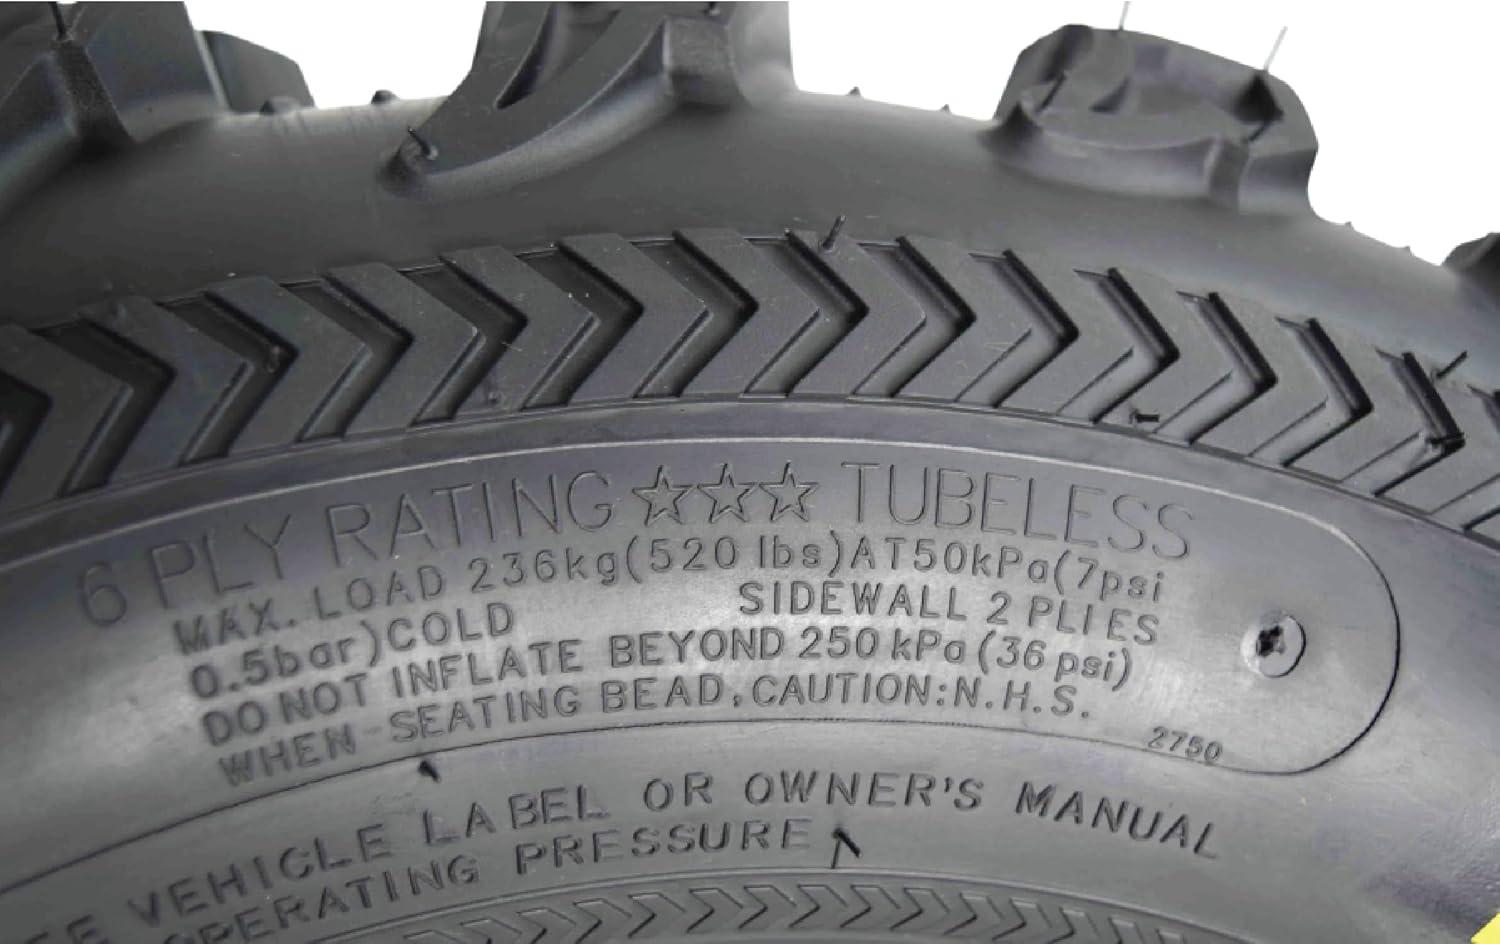 6 PLY RATING ☆☆☆ TUBELESS
MAX. LOAD 236kg(520 lbs)AT50kPa(7psi
0.5bar)COLD SIDEWALL 2 PLIES
DO NOT INFLATE BEYOND 250 kPa(36 psi)
WHEN SEATING BEAD, CAUTION:N.H.S.
2750
VEHICLE LABEL OR OWNER'S MANUAL
OPERATING PRESSURE